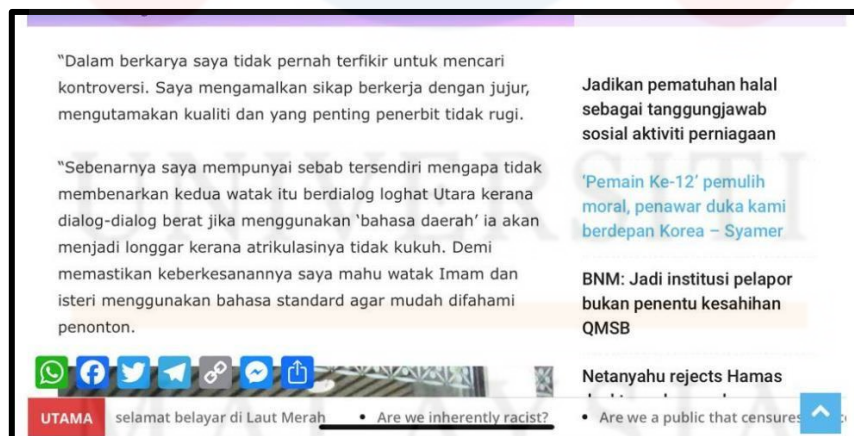 "Dalam berkarya saya tidak pernah terfikir untuk mencari
kontroversi. Saya mengamalkan sikap berkerja dengan jujur,
mengutamakan kualiti dan yang penting penerbit tidak rugi.
"Sebenarnya saya mempunyai sebab tersendiri mengapa tidak
membenarkan kedua watak itu berdialog loghat Utara kerana
dialog-dialog berat jika menggunakan 'bahasa daerah' ia akan
menjadi longgar kerana atrikulasinya tidak kukuh. Demi
memastikan keberkesanannya saya mahu watak Imam dan
isteri menggunakan bahasa standard agar mudah difahami
penonton.
Jadikan pematuhan halal
sebagai tanggungjawab
sosial aktiviti perniagaan
'Pemain Ke-12' pemulih
moral, penawar duka kami
berdepan Korea – Syamer
BNM: Jadi institusi pelapor
bukan penentu kesahihan
QMSB
Netanyahu rejects Hamas
UTAMA selamat belayar di Laut Merah • Are we inherently racist? • Are we a public that censures
UNIVERSITI
MALAYSIA